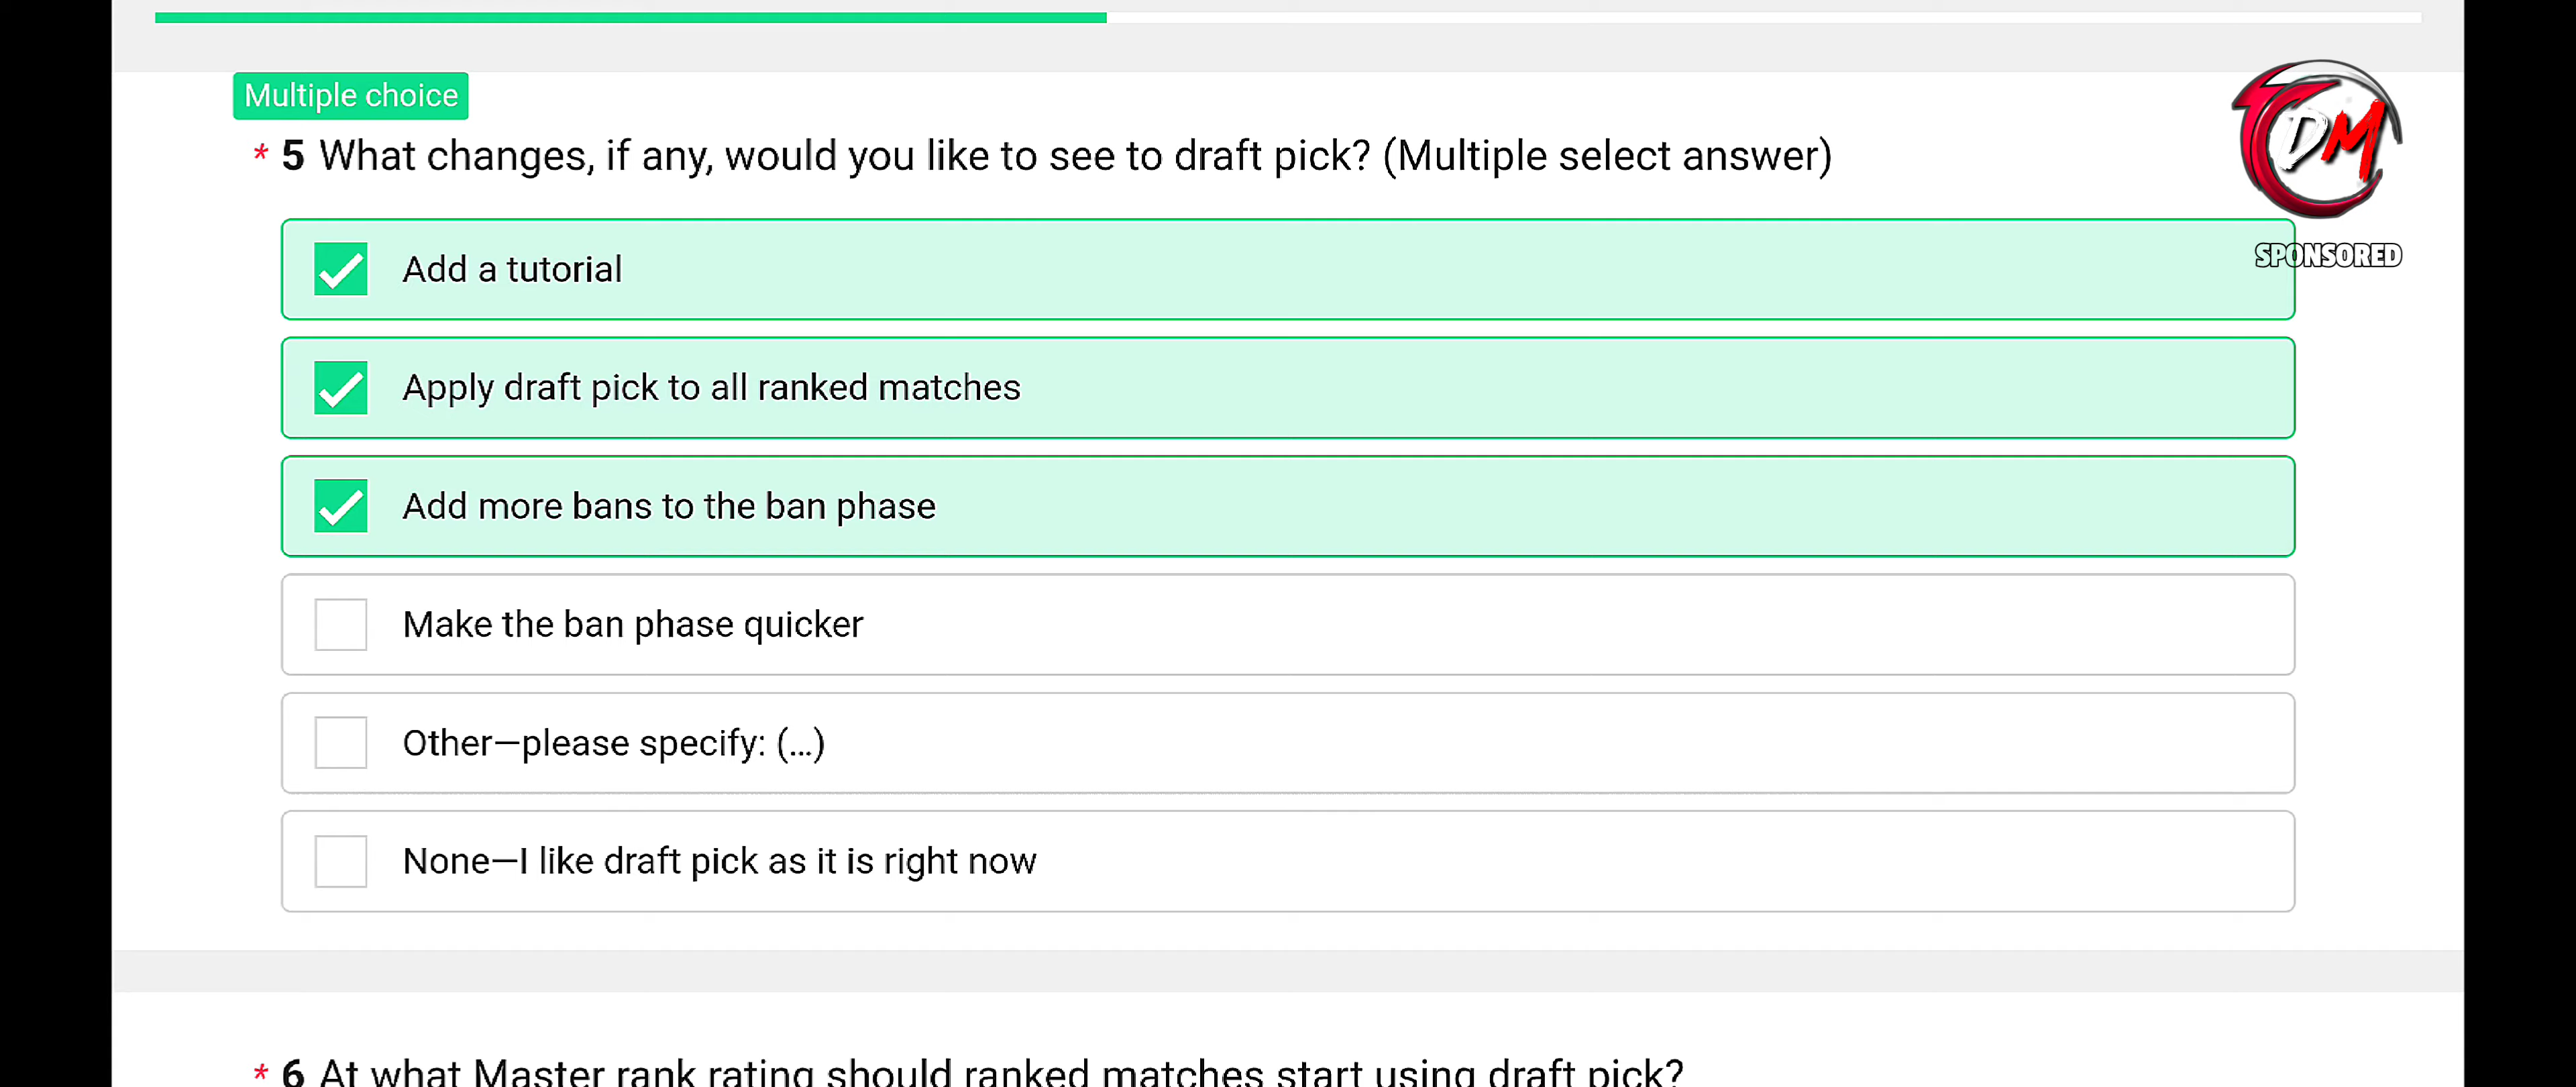 Multiple choice
* 5 What changes, if any, would you like to see to draft pick? (Multiple select answer)
DM
SPONSORED
Add a tutorial
Apply draft pick to all ranked matches
Add more bans to the ban phase
Make the ban phase quicker
Other—please specify: (...)
None—I like draft pick as it is right now
* 6 At what Master rank rating should ranked matches start using draft pick?